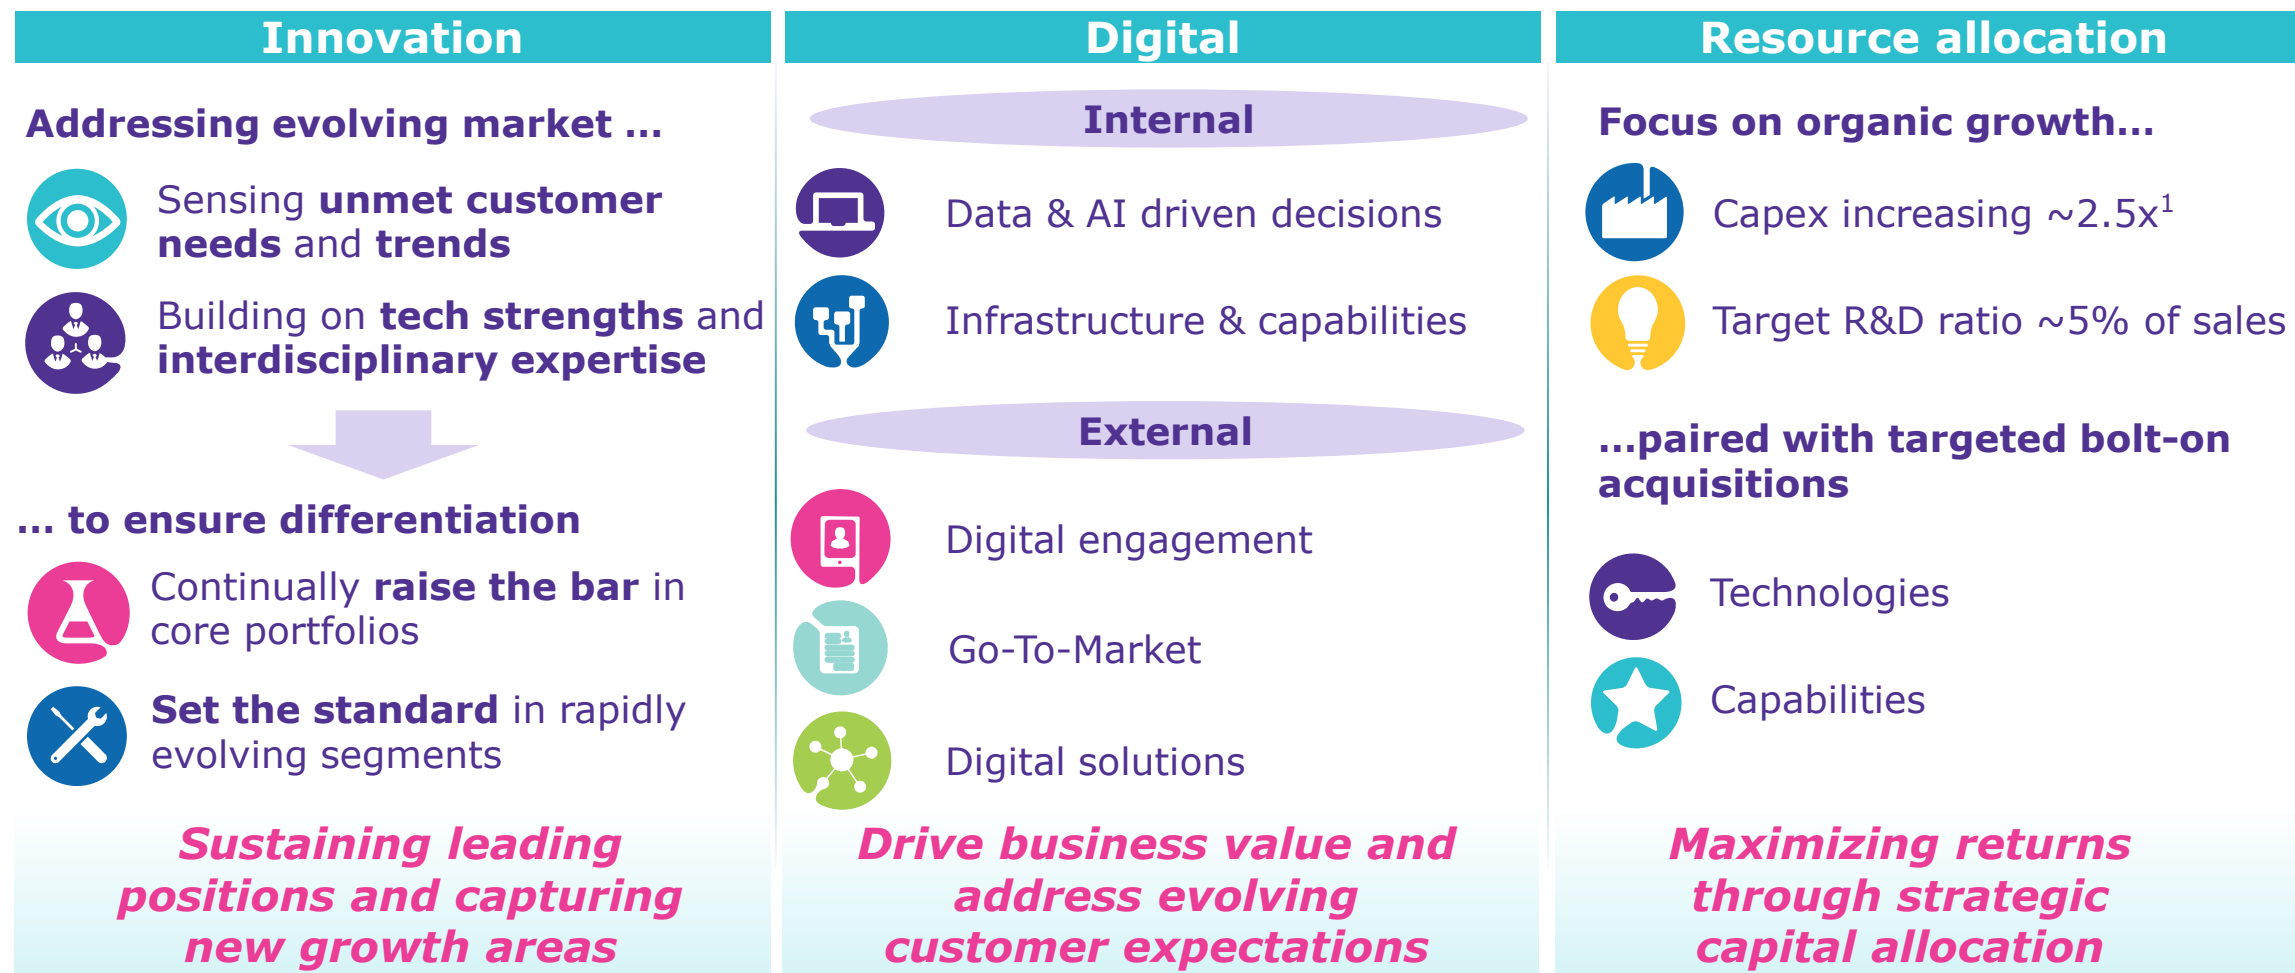 Innovation
Addressing evolving market ...
Sensing unmet customer
needs and trends
Building on tech strengths and
interdisciplinary expertise
... to ensure differentiation
Continually raise the bar in
core portfolios
Set the standard in rapidly
evolving segments
Sustaining leading
positions and capturing
new growth areas
Digital
Internal
Data & AI driven decisions
Infrastructure & capabilities
External
Digital engagement
Go-To-Market
Digital solutions
Drive business value and
address evolving
customer expectations
Resource allocation
Focus on organic growth...
Capex increasing ~2.5x¹
Target R&D ratio ~5% of sales
...paired with targeted bolt-on
acquisitions
Technologies
Capabilities
Maximizing returns
through strategic
capital allocation